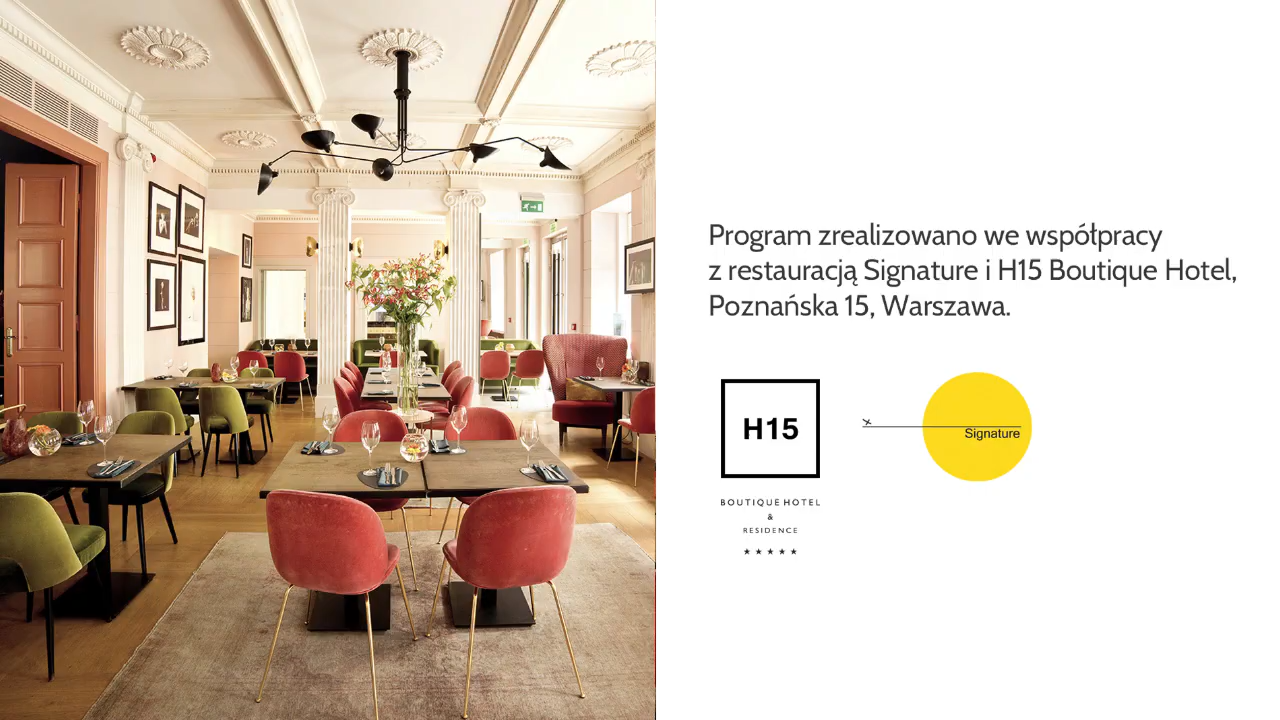 Program zrealizowano we współpracy
z restauracją Signature i H15 Boutique Hotel,
Poznańska 15, Warszawa.
H15
BOUTIQUE HOTEL
&
RESIDENCE
★★★★★
Signature